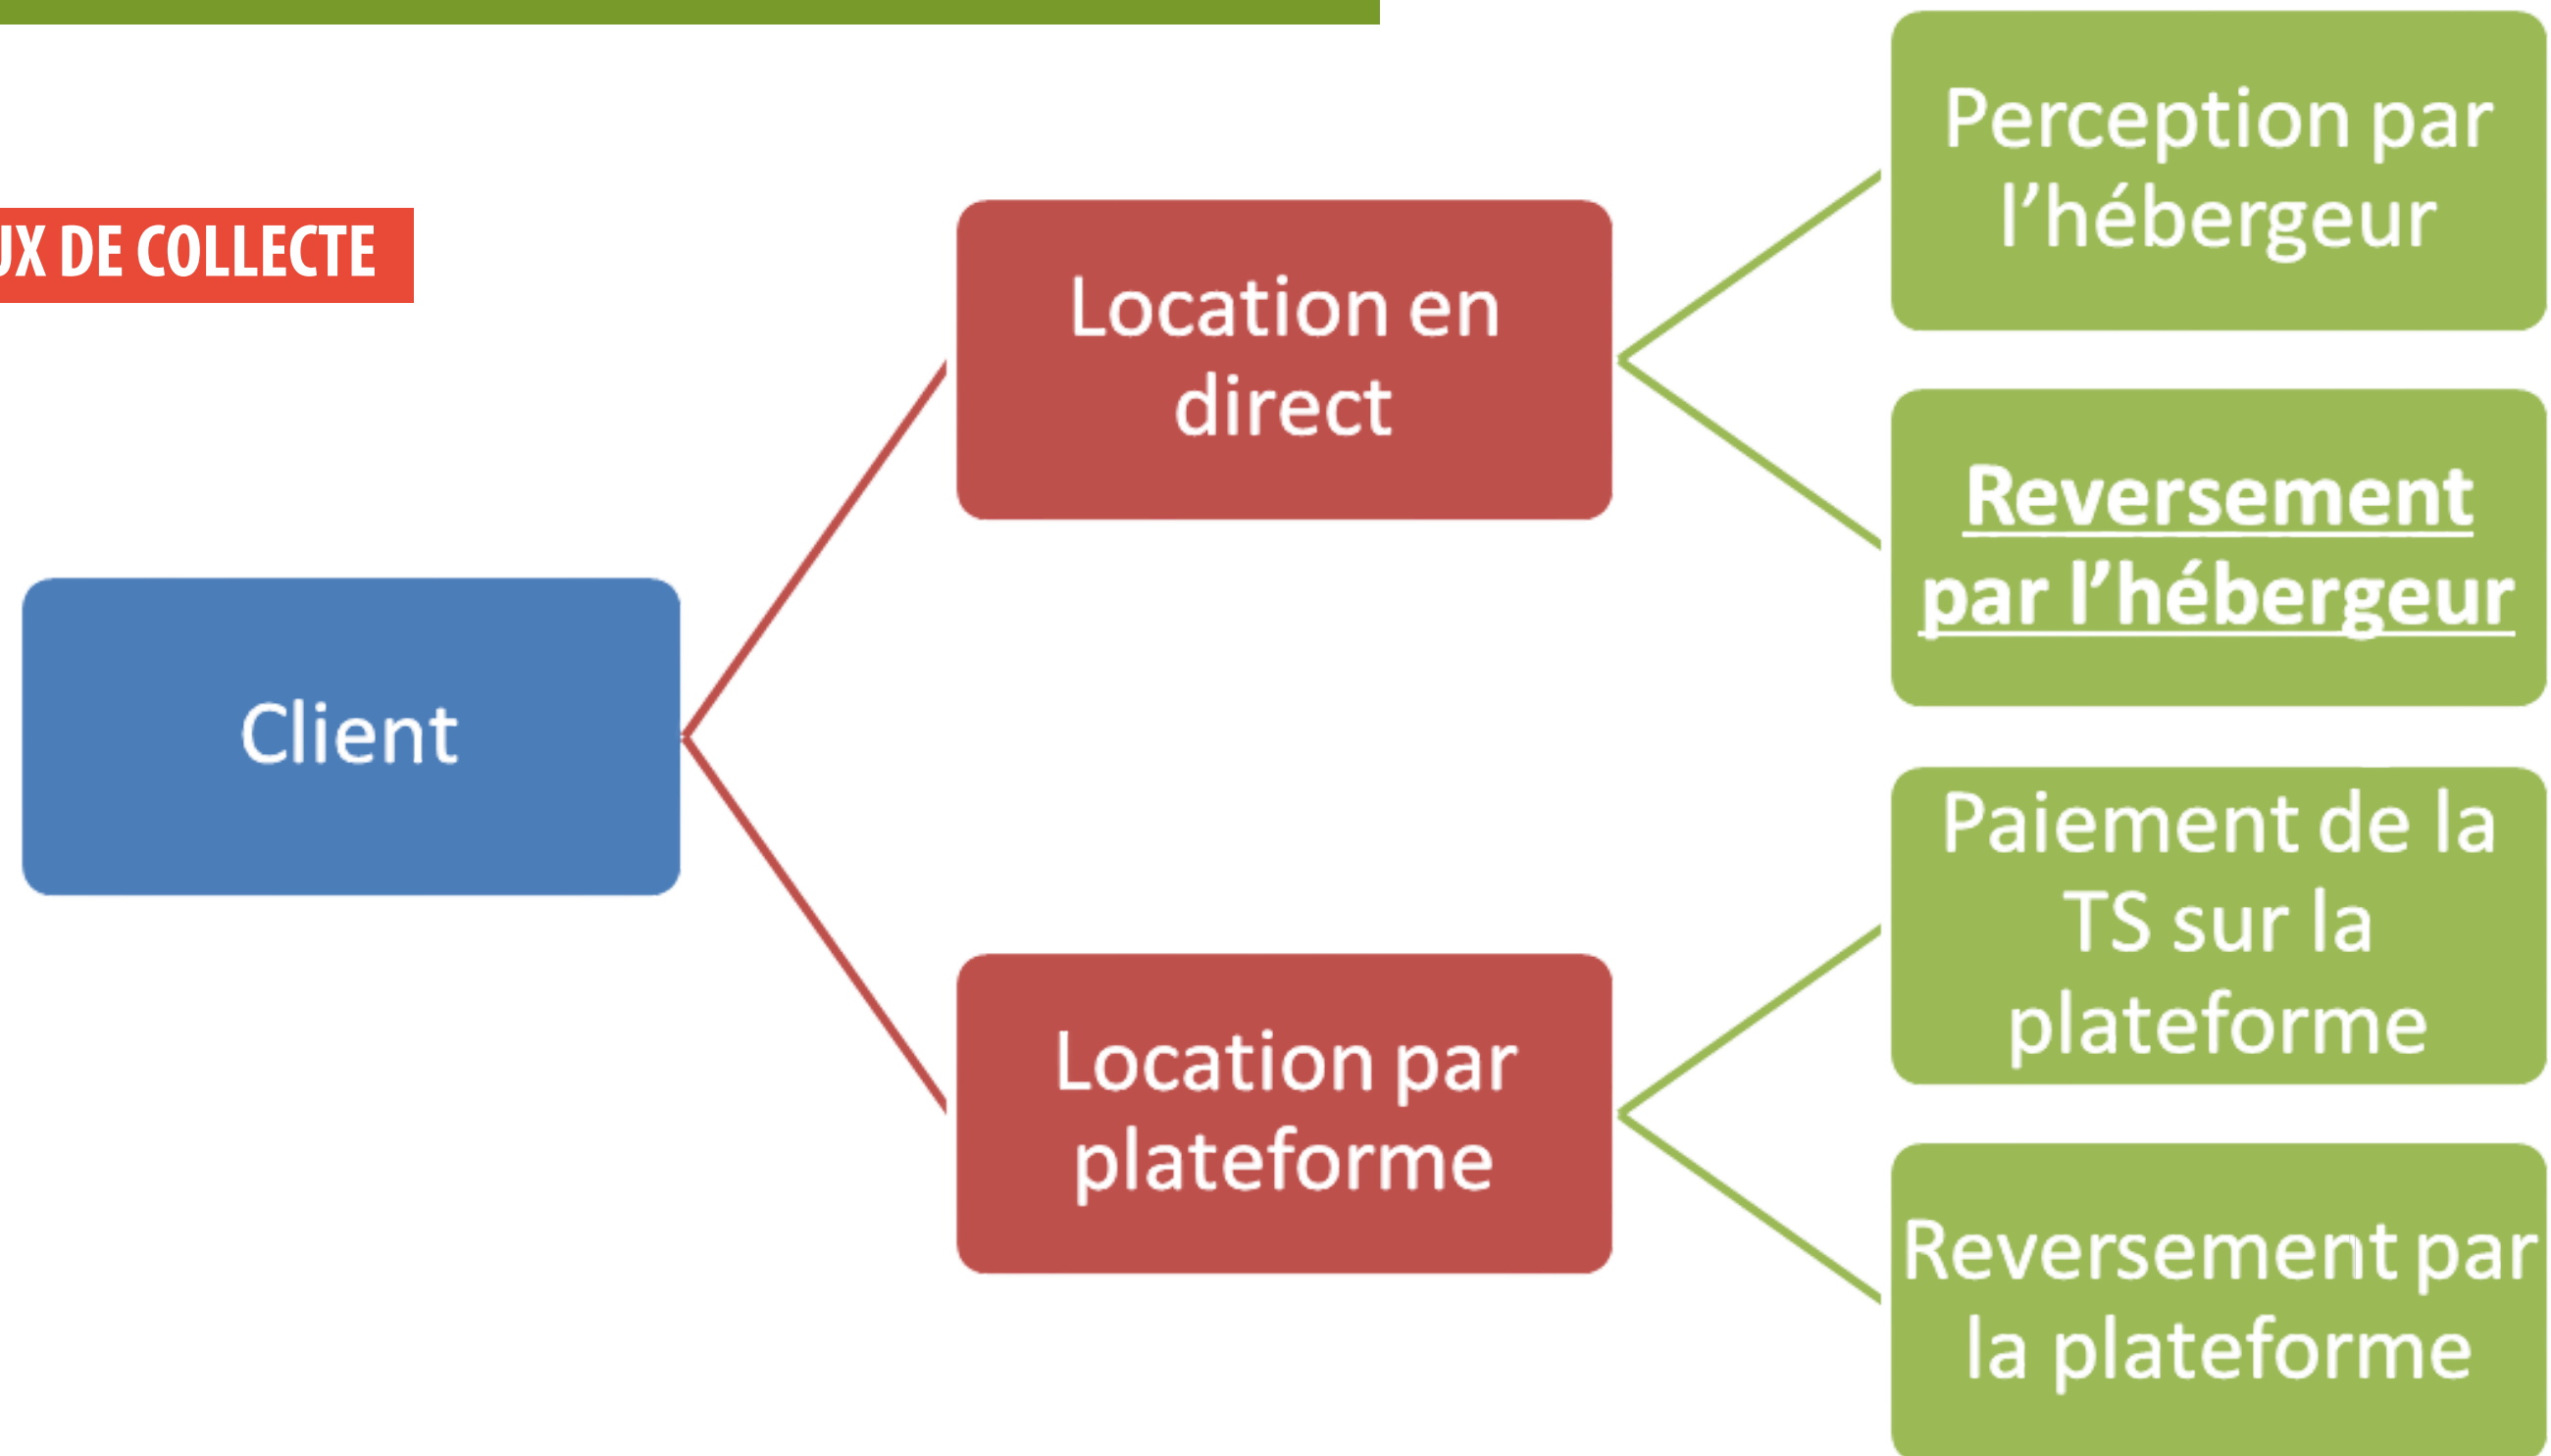 DE COLLECTE
Client
Location en
direct
Location par
plateforme
Perception par
l'hébergeur
Reversement
par l'hébergeur
Paiement de la
TS sur la
plateforme
Reversement par
la plateforme